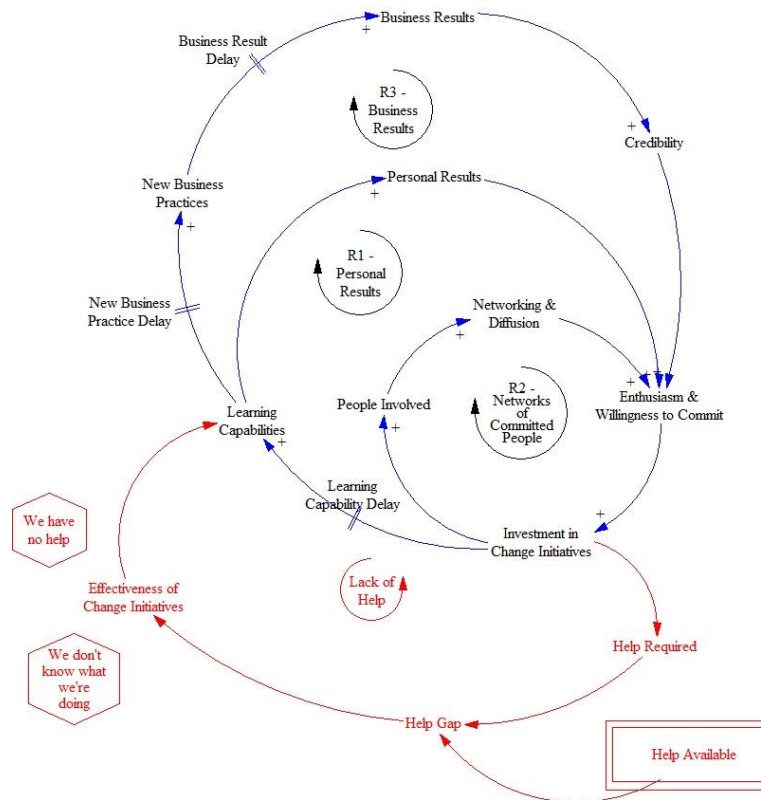 Business Results
+
Business Result
Delay
R3 -
Business
Results
+
Credibility
New Business
Practices
+
Personal Results
+
R1 -
Personal
Results
New Business
Practice Delay
Networking &
Diffusion
+
R2 -
Networks
of
Committed
People
+
++
Enthusiasm &
Willingness to Commit
People Involved
+
Learning
Capabilities
+
Learning
Capability Delay
+
Investment in
Change Initiatives
We have
no help
Effectiveness of
Change Initiatives
Lack of
Help
We don't
know what
we're
doing
Help Required
Help Gap
Help Available